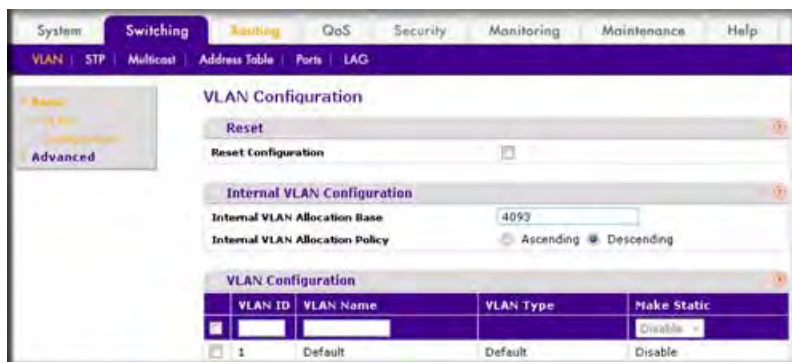 System Switching Routing QoS Security Monitoring Maintenance Help
VLAN STP Multicast Address Table Ports LAG
Basic
Advanced
VLAN Configuration
Reset
Reset Configuration
Internal VLAN Configuration
Internal VLAN Allocation Base 4093
Internal VLAN Allocation Policy Ascending Descending
VLAN Configuration
VLAN ID VLAN Name VLAN Type Make Static
Disable
1 Default Default Disable